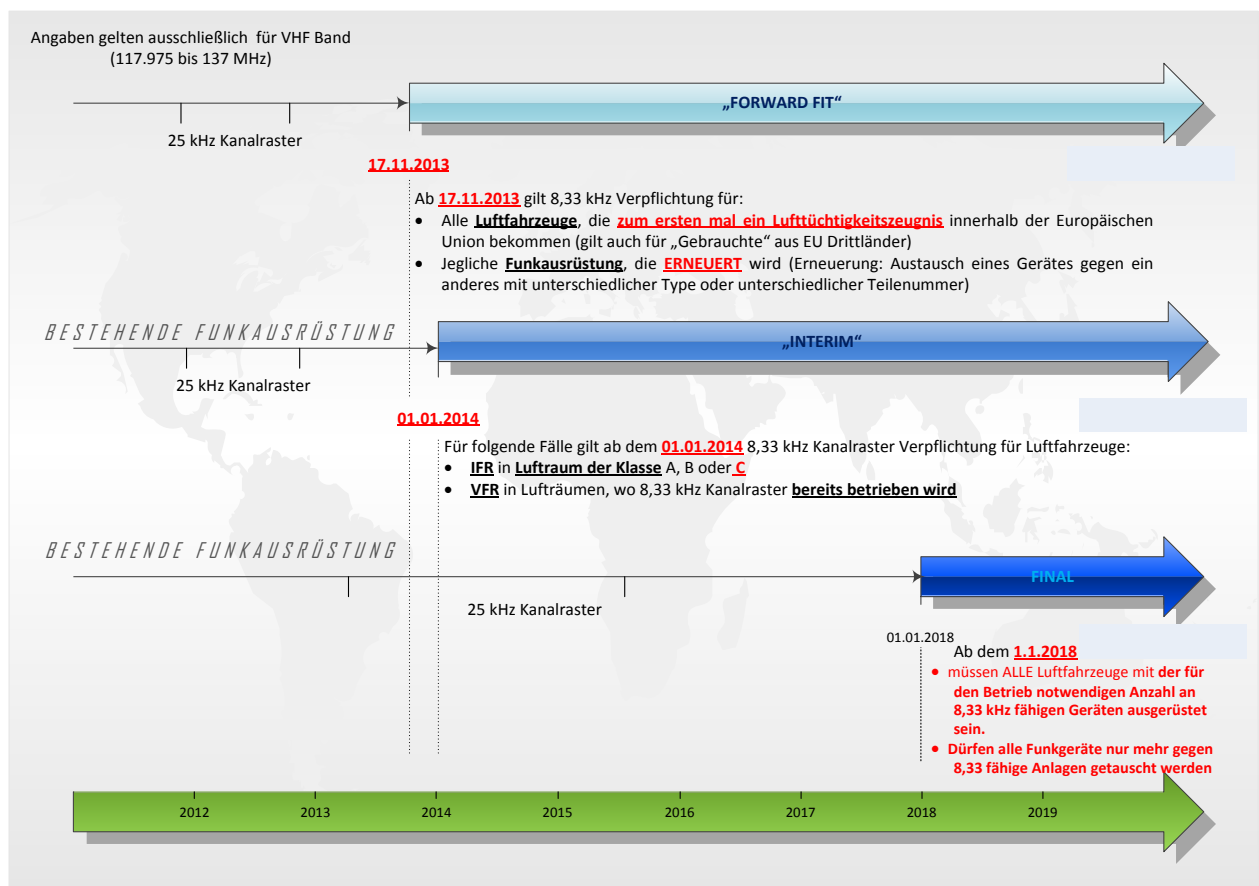 Angaben gelten ausschließlich für VHF Band
(117.975 bis 137 MHz)
„FORWARD FIT“
25 kHz Kanalraster
17.11.2013
Ab 17.11.2013 gilt 8,33 kHz Verpflichtung für:
• Alle Luftfahrzeuge, die zum ersten mal ein Lufttüchtigkeitszeugnis innerhalb der Europäischen
Union bekommen (gilt auch für „Gebrauchte“ aus EU Drittländer)
• Jegliche Funkausrüstung, die ERNEUERT wird (Erneuerung: Austausch eines Gerätes gegen ein
anderes mit unterschiedlicher Type oder unterschiedlicher Teilenummer)
BESTEHENDE FUNKAUSRÜSTUNG
„INTERIM“
25 kHz Kanalraster
01.01.2014
Für folgende Fälle gilt ab dem 01.01.2014 8,33 kHz Kanalraster Verpflichtung für Luftfahrzeuge:
• IFR in Luftraum der Klasse A, B oder C
• VFR in Lufträumen, wo 8,33 kHz Kanalraster bereits betrieben wird
BESTEHENDE FUNKAUSRÜSTUNG
FINAL
25 kHz Kanalraster
01.01.2018
Ab dem 1.1.2018
• müssen ALLE Luftfahrzeuge mit der für
den Betrieb notwendigen Anzahl an
8,33 kHz fähigen Geräten ausgerüstet
sein.
• Dürfen alle Funkgeräte nur mehr gegen
8,33 fähige Anlagen getauscht werden
2012 2013 2014 2015 2016 2017 2018 2019